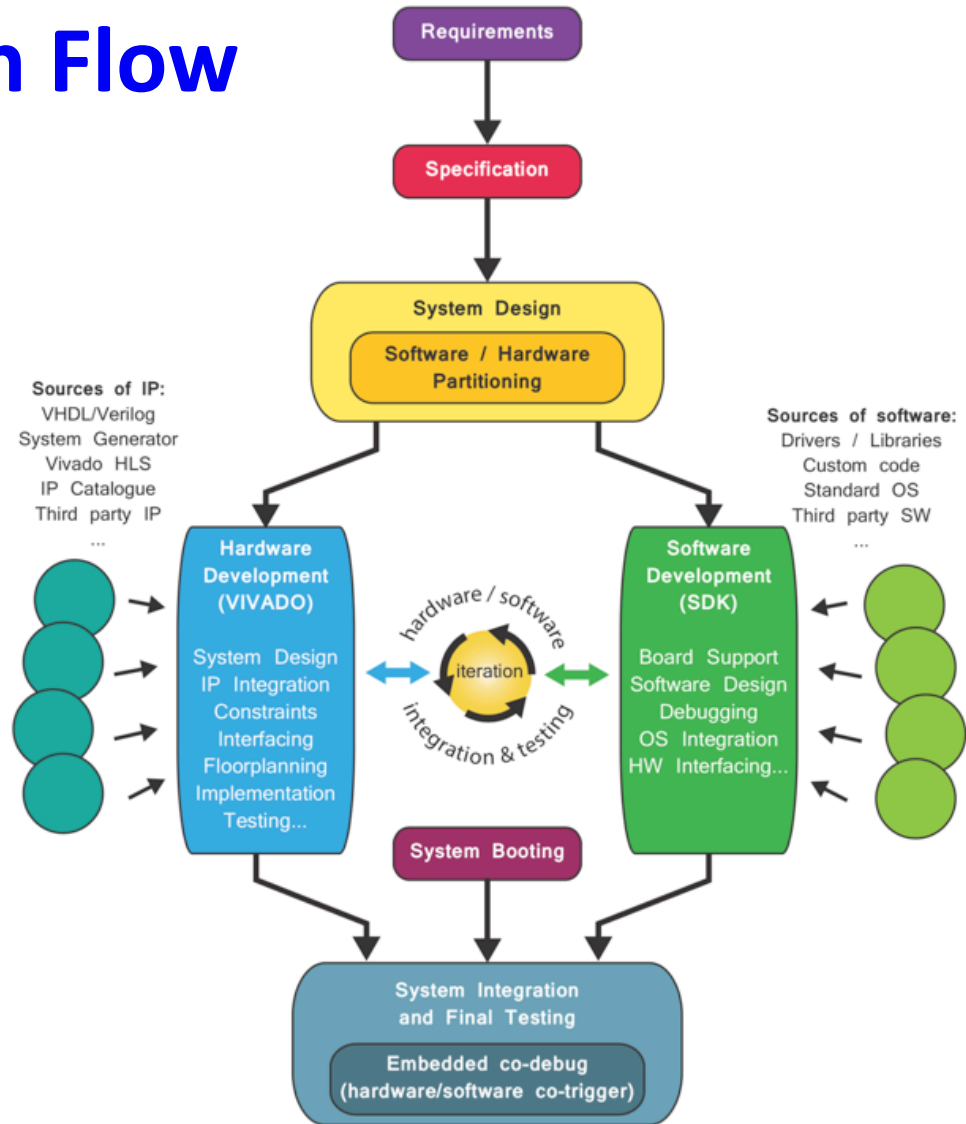 n Flow
Requirements
Specification
System Design
Software / Hardware
Partitioning
Sources of IP:
VHDL/Verilog
System Generator
Vivado HLS
IP Catalogue
Third party IP
...
Sources of software:
Drivers / Libraries
Custom code
Standard OS
Third party SW
...
Hardware
Development
(VIVADO)
System Design
IP Integration
Constraints
Interfacing
Floorplanning
Implementation
Testing...
hardware / software
iteration
integration & testing
Software
Development
(SDK)
Board Support
Software Design
Debugging
OS Integration
HW Interfacing...
System Booting
System Integration
and Final Testing
Embedded co-debug
(hardware/software co-trigger)